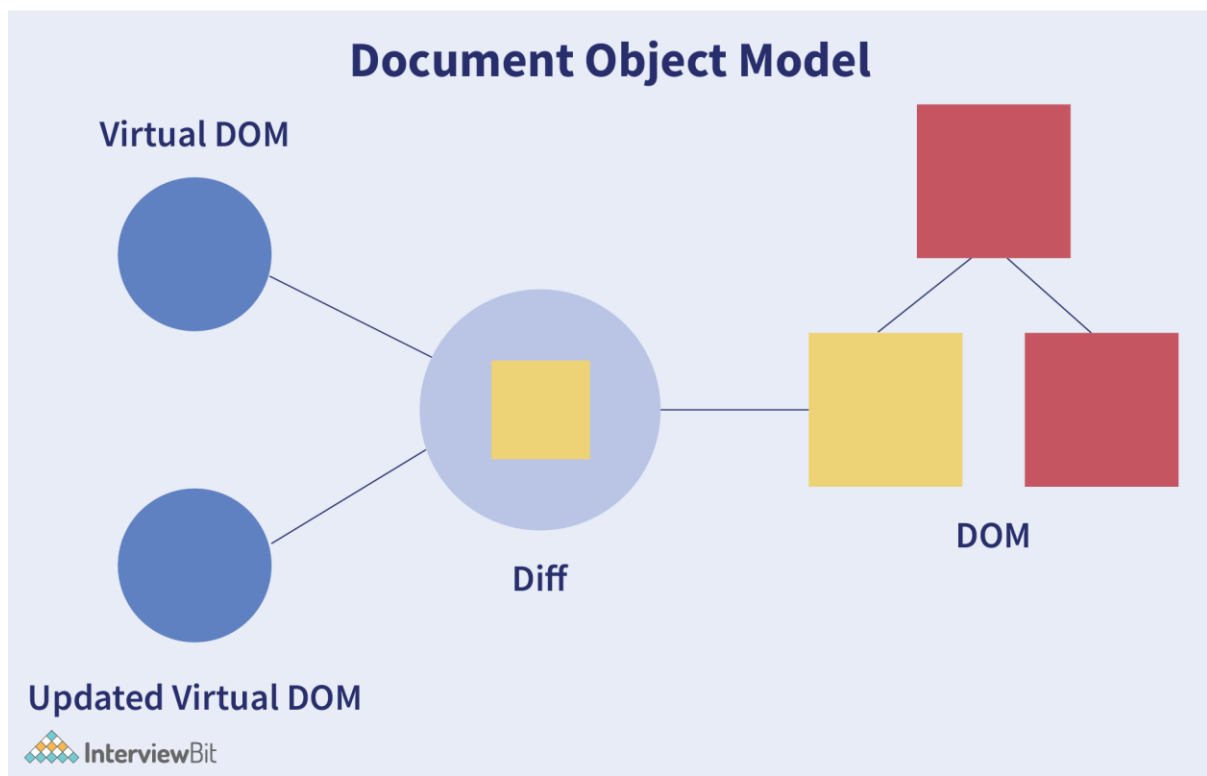 Document Object Model
Virtual DOM
Diff
DOM
Updated Virtual DOM
InterviewBit